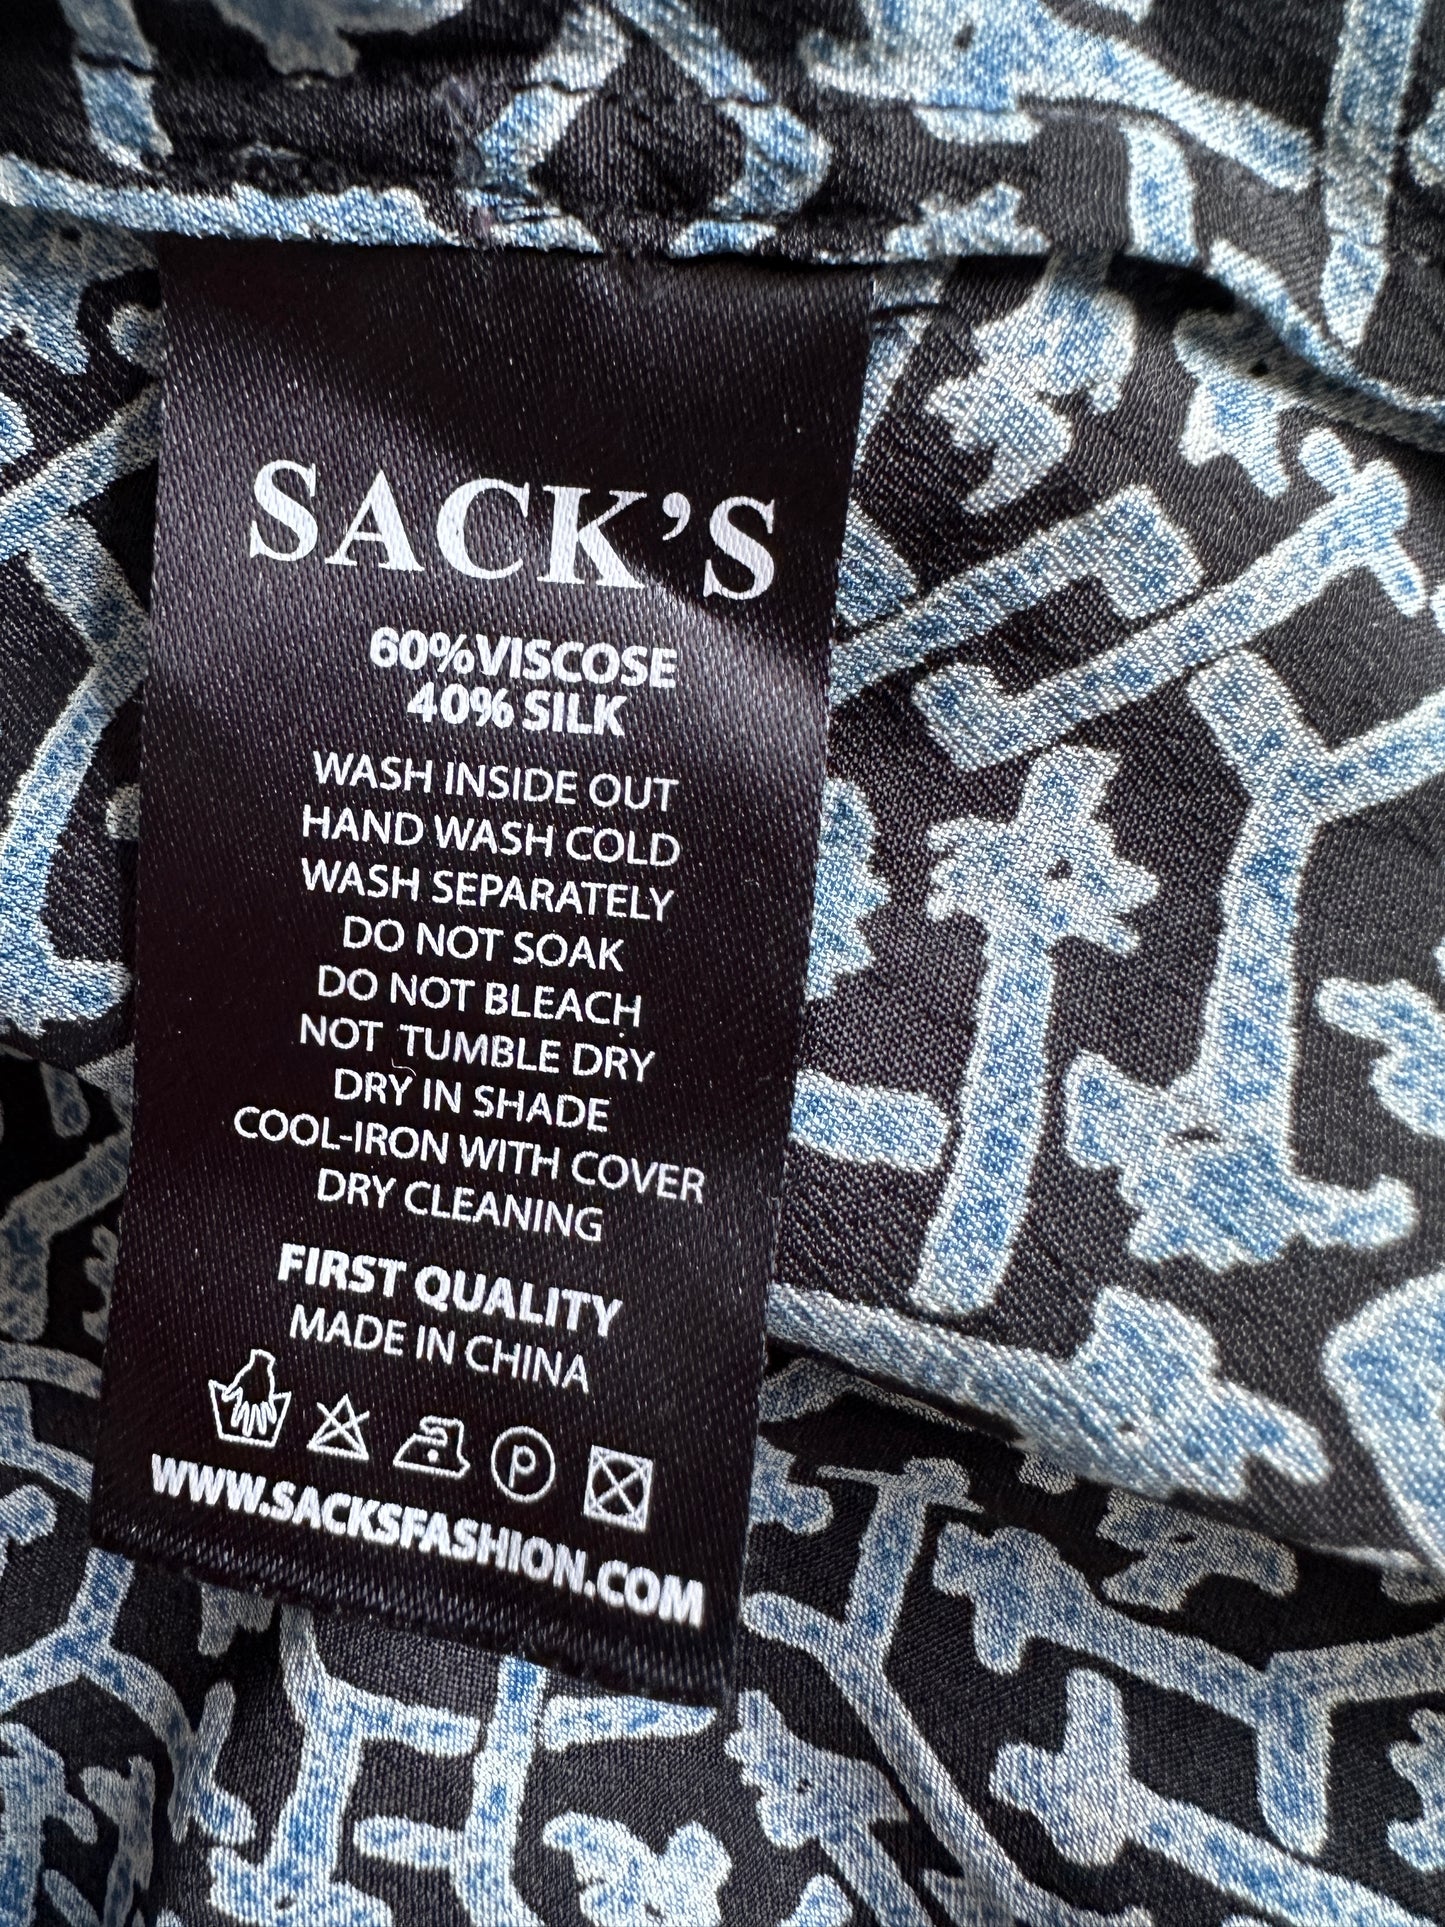 SACK'S
60%VISCOSE
40% SILK
WASH INSIDE OUT
HAND WASH COLD
WASH SEPARATELY
DO NOT SOAK
DO NOT BLEACH
NOT TUMBLE DRY
DRY IN SHADE
COOL-IRON WITH COVER
DRY CLEANING
FIRST QUALITY
MADE IN CHINA
P
WWW.SACKSFASHION.COM